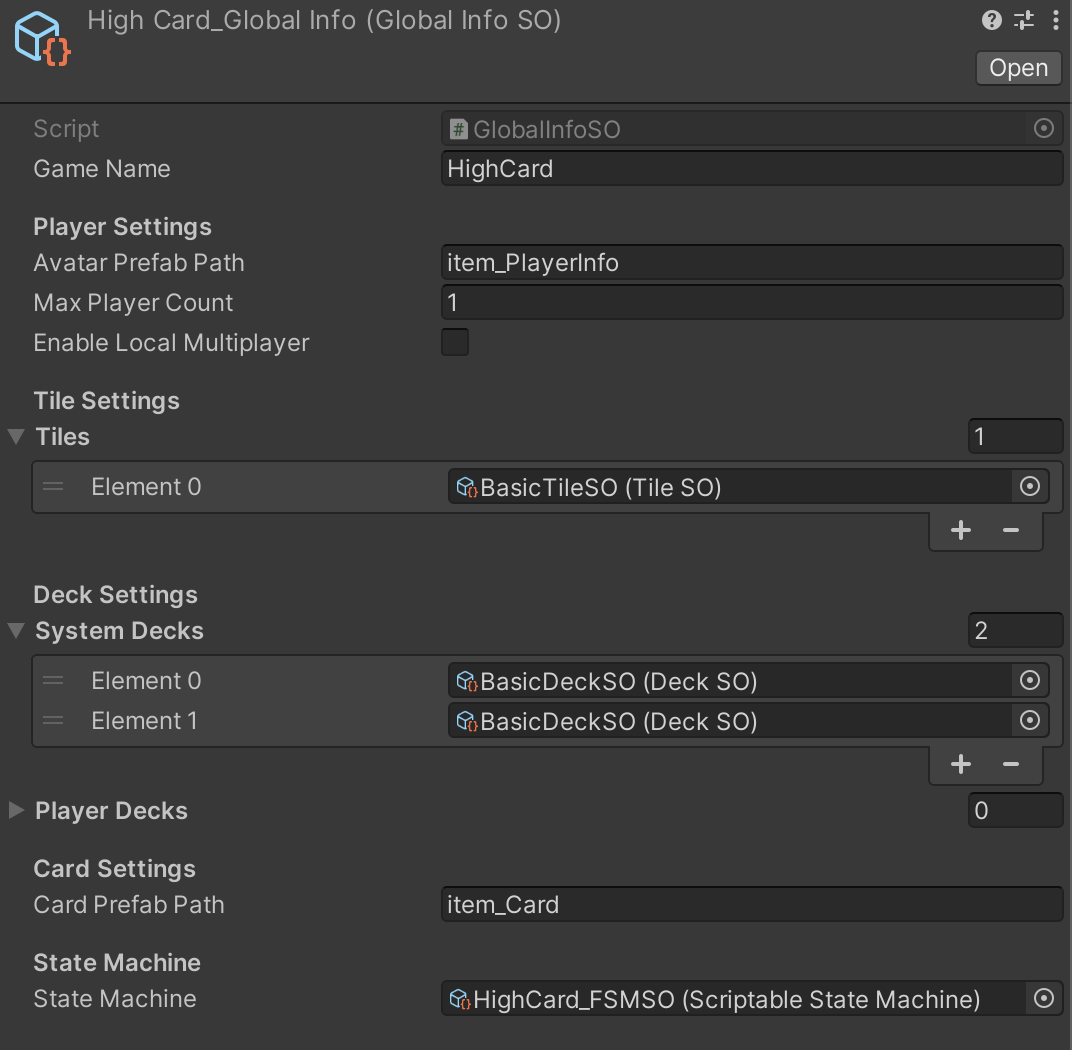 High Card_Global Info (Global Info SO)
Open
Script GlobalInfoSO
Game Name HighCard
Player Settings
Avatar Prefab Path item_PlayerInfo
Max Player Count 1
Enable Local Multiplayer
Tile Settings
Tiles 1
Element 0 BasicTileSO (Tile SO)
Deck Settings
System Decks 2
Element 0 BasicDeckSO (Deck SO)
Element 1 BasicDeckSO (Deck SO)
Player Decks 0
Card Settings
Card Prefab Path item_Card
State Machine
State Machine HighCard_FSMSO (Scriptable State Machine)